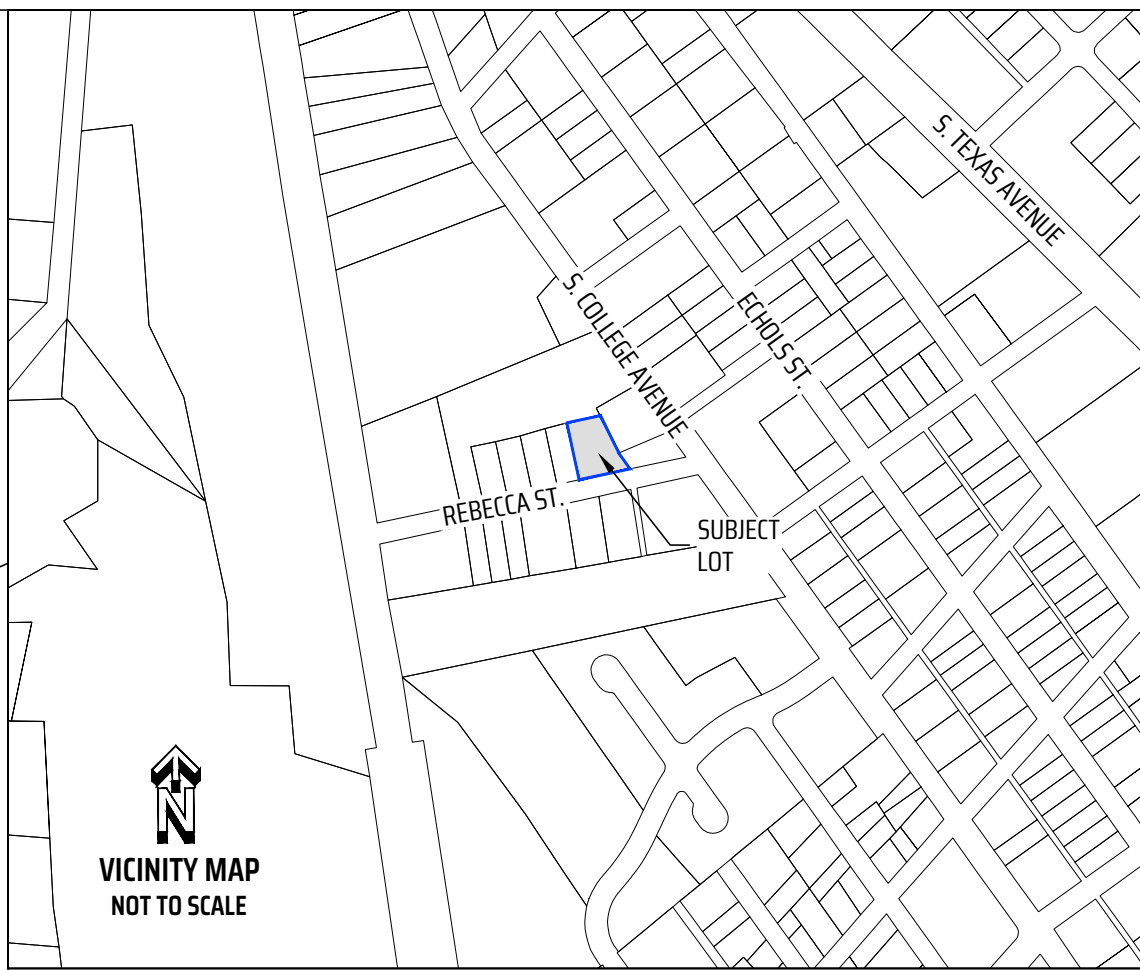 S. TEXAS AVENUE
S. COLLEGE AVENUE
ECHOLS ST.
REBECCA ST.
SUBJECT
LOT
N
VICINITY MAP
NOT TO SCALE